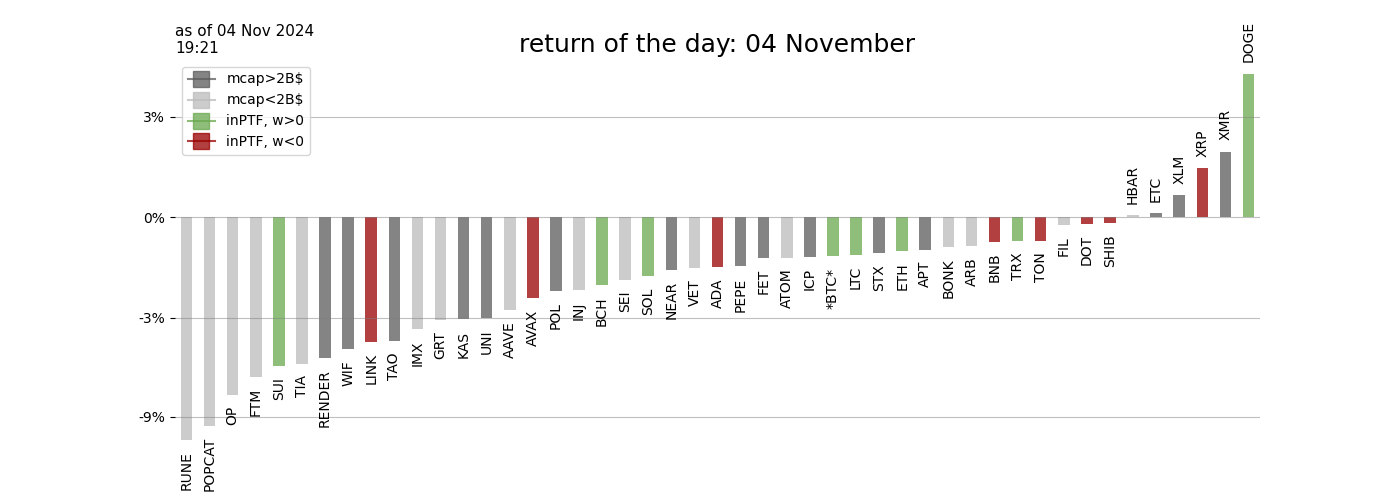 as of 04 Nov 2024
19:21
return of the day: 04 November
mcap>2B$
mcap<2B$
inPTF, w>0
inPTF, w<0
3%
0%
-3%
-9%
RUNE
POPCAT
OP
FTM
SUI
TIA
RENDER
WIF
LINK
TAO
IMX
GRT
KAS
UNI
AAVE
AVAX
POL
INJ
BCH
SEI
SOL
NEAR
VET
ADA
PEPE
FET
ATOM
ICP
*BTC*
LTC
STX
ETH
APT
BONK
ARB
BNB
TRX
TON
FIL
DOT
SHIB
HBAR
ETC
XLM
XRP
XMR
DOGE